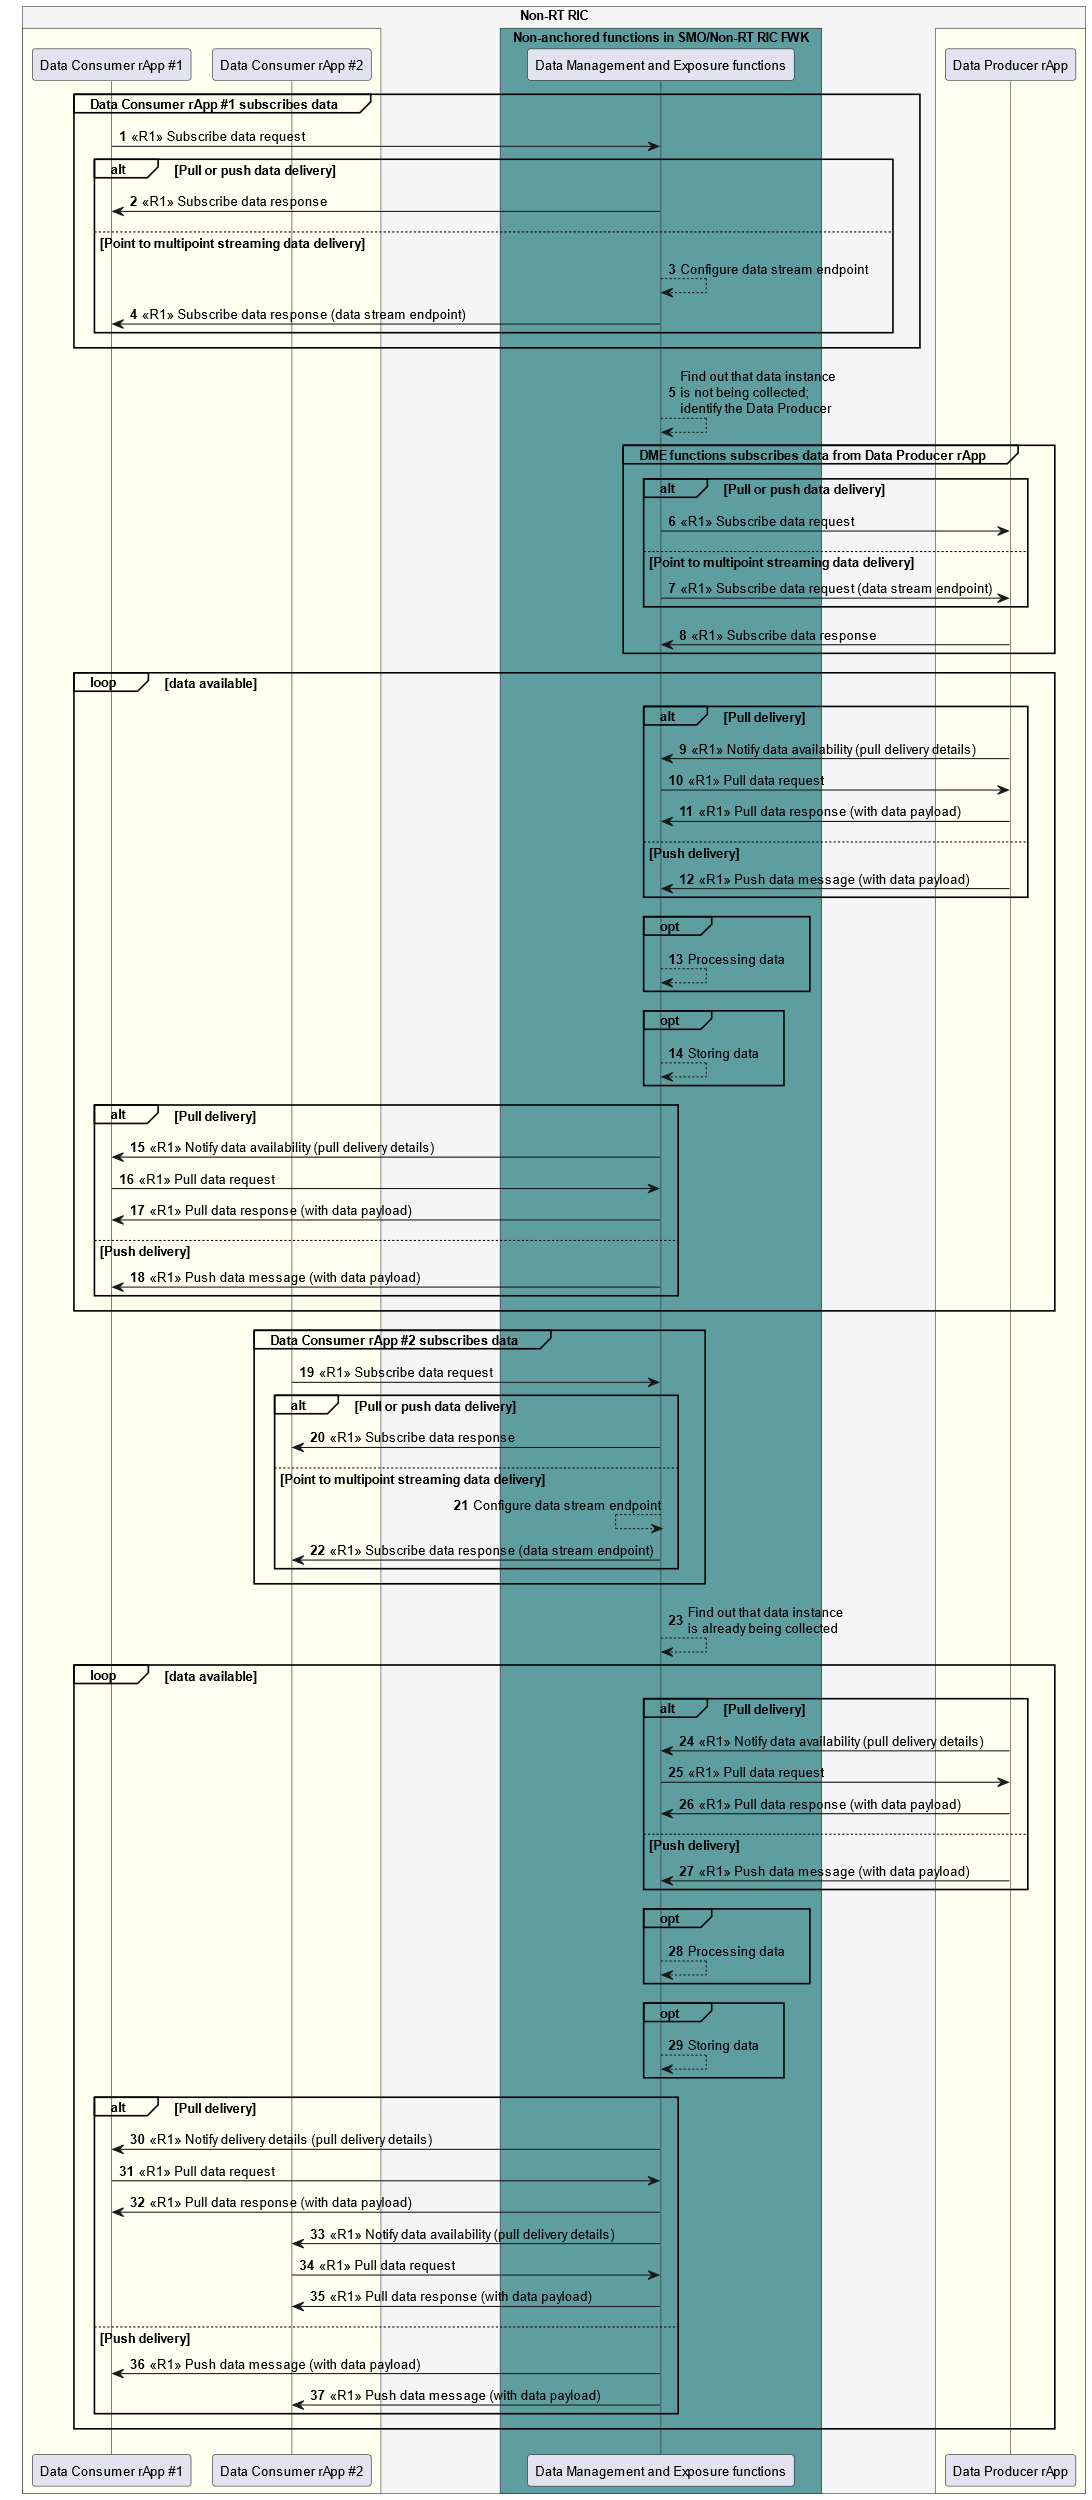 Non-RT RIC
Non-anchored functions in SMO/Non-RT RIC FWK
Data Consumer rApp #1
Data Consumer rApp #2
Data Management and Exposure functions
Data Producer rApp
Data Consumer rApp #1 subscribes data
1 «R1» Subscribe data request
alt [Pull or push data delivery]
2 «R1» Subscribe data response
[Point to multipoint streaming data delivery]
3 Configure data stream endpoint
4 «R1» Subscribe data response (data stream endpoint)
Find out that data instance
5 is not being collected;
identify the Data Producer
DME functions subscribes data from Data Producer rApp
alt [Pull or push data delivery]
6 «R1» Subscribe data request
[Point to multipoint streaming data delivery]
7 «R1» Subscribe data request (data stream endpoint)
8 «R1» Subscribe data response
loop [data available]
alt [Pull delivery]
9 «R1» Notify data availability (pull delivery details)
10 «R1» Pull data request
11 «R1» Pull data response (with data payload)
[Push delivery]
12 «R1» Push data message (with data payload)
opt
13 Processing data
opt
14 Storing data
alt [Pull delivery]
15 «R1» Notify data availability (pull delivery details)
16 «R1» Pull data request
17 «R1» Pull data response (with data payload)
[Push delivery]
18 «R1» Push data message (with data payload)
Data Consumer rApp #2 subscribes data
19 «R1» Subscribe data request
alt [Pull or push data delivery]
20 «R1» Subscribe data response
[Point to multipoint streaming data delivery]
21 Configure data stream endpoint
22 «R1» Subscribe data response (data stream endpoint)
23 Find out that data instance
is already being collected
loop [data available]
alt [Pull delivery]
24 «R1» Notify data availability (pull delivery details)
25 «R1» Pull data request
26 «R1» Pull data response (with data payload)
[Push delivery]
27 «R1» Push data message (with data payload)
opt
28 Processing data
opt
29 Storing data
alt [Pull delivery]
30 «R1» Notify delivery details (pull delivery details)
31 «R1» Pull data request
32 «R1» Pull data response (with data payload)
33 «R1» Notify data availability (pull delivery details)
34 «R1» Pull data request
35 «R1» Pull data response (with data payload)
[Push delivery]
36 «R1» Push data message (with data payload)
37 «R1» Push data message (with data payload)
Data Consumer rApp #1
Data Consumer rApp #2
Data Management and Exposure functions
Data Producer rApp